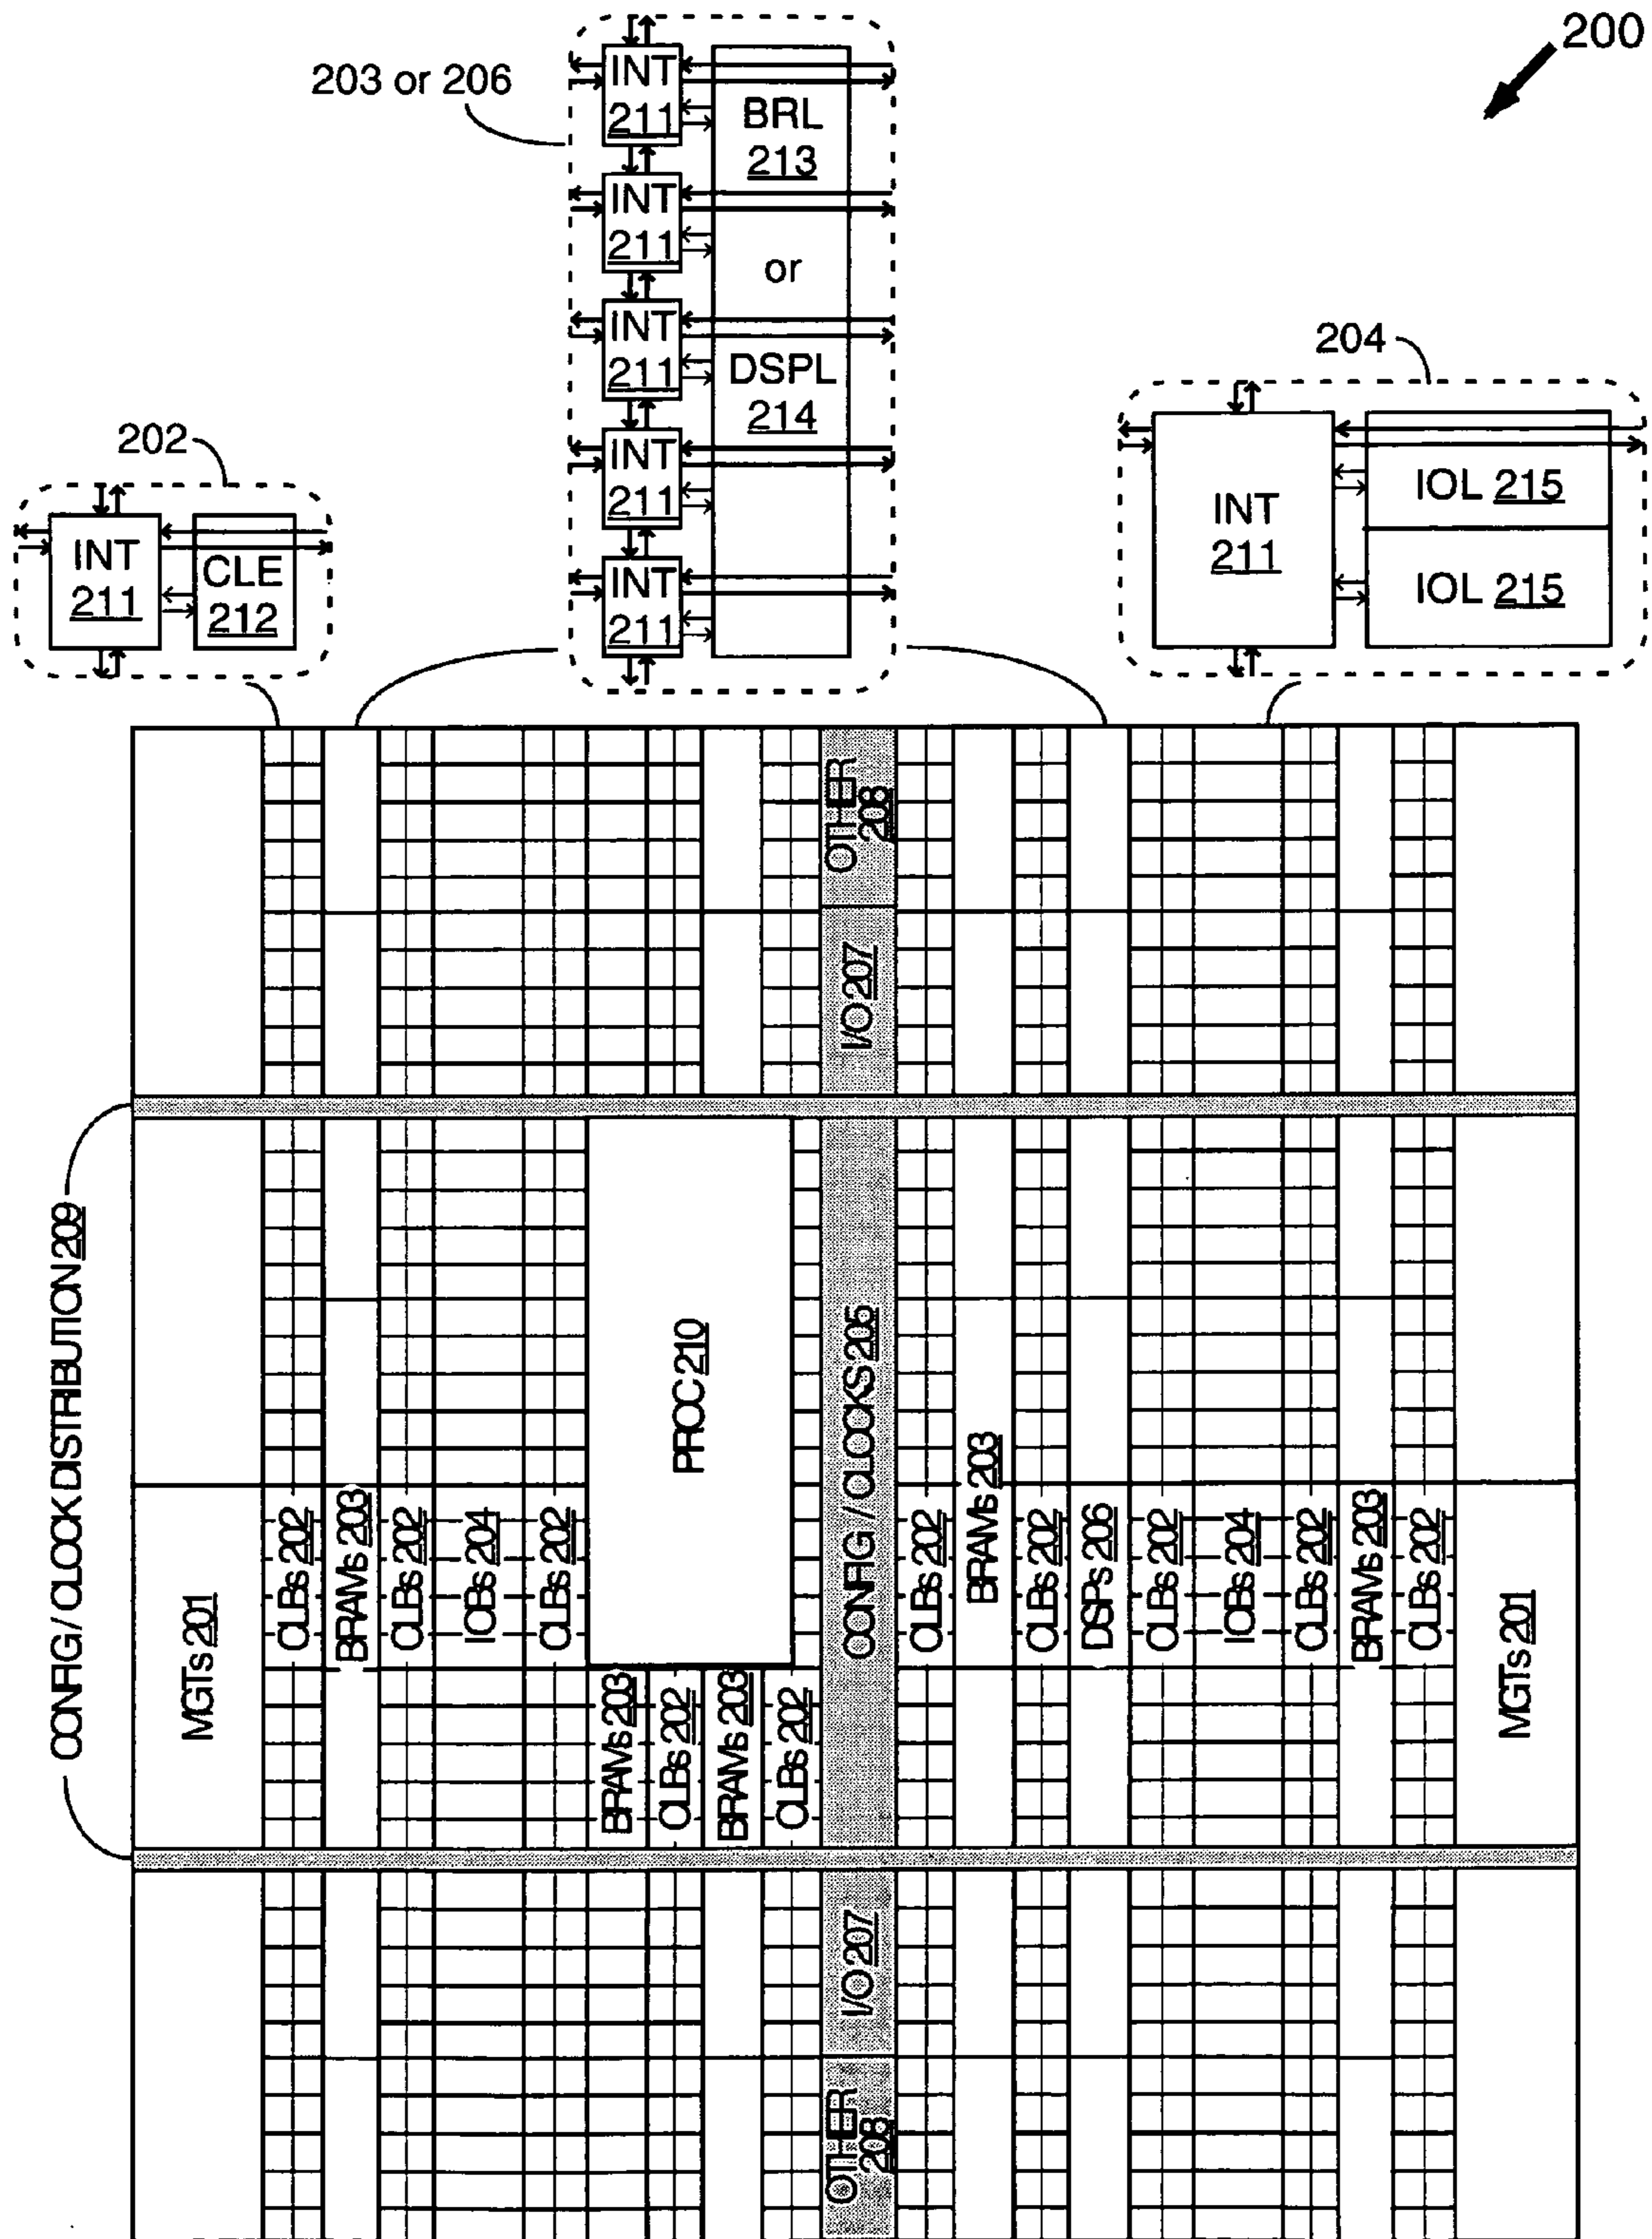 200
203 or 206
INT
211
BRL
213
INT
211
or
INT
211
DSPL
214
INT
211
INT
211
204
INT
211
IOL 215
IOL 215
202
INT
211
CLE
212
OTHER
208
I/O 207
CONFIG / CLOCK DISTRIBUTION 209
PROC 210
CONFIG / CLOCKS 205
MGTs 201
CLBs 202
BRAMs 203
CLBs 202
IOBs 204
CLBs 202
BRAMs 203
CLBs 202
BRAMs 203
CLBs 202
CLBs 202
BRAMs 203
CLBs 202
DSPs 206
CLBs 202
IOBs 204
CLBs 202
BRAMs 203
CLBs 202
MGTs 201
I/O 207
OTHER
208